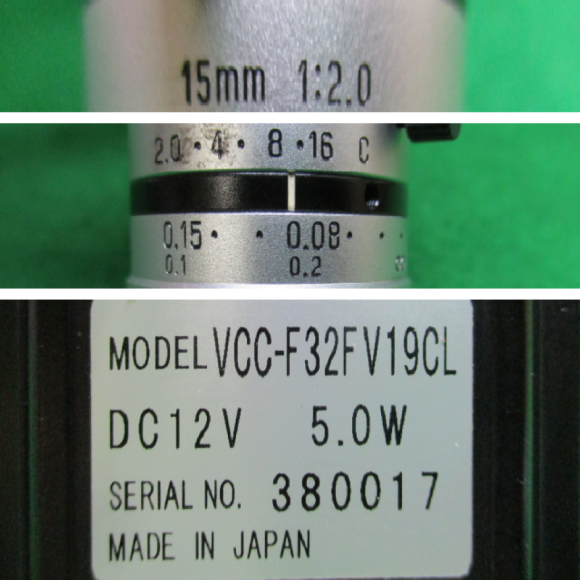 15mm 1:2.0
2.0 • 4 • 8 • 16 C
0.15 • • 0.08 • • •
0.1 0.2 ∞
MODEL VCC-F32FV19CL
DC12V 5.0W
SERIAL NO. 380017
MADE IN JAPAN